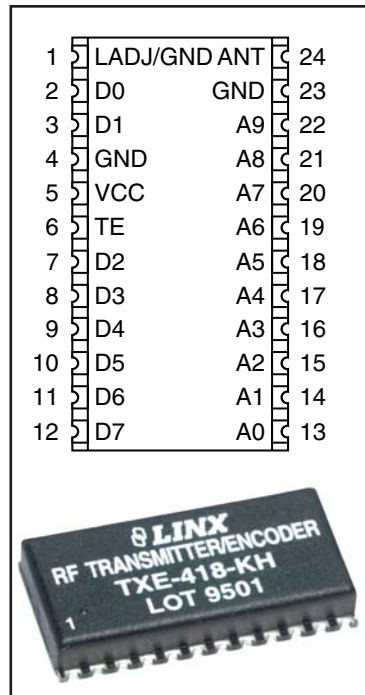 1 LADJ/GND ANT 24
2 D0 GND 23
3 D1 A9 22
4 GND A8 21
5 VCC A7 20
6 TE A6 19
7 D2 A5 18
8 D3 A4 17
9 D4 A3 16
10 D5 A2 15
11 D6 A1 14
12 D7 A0 13
LINX
RF TRANSMITTER/ENCODER
TXE-418-KH
LOT 9501
1